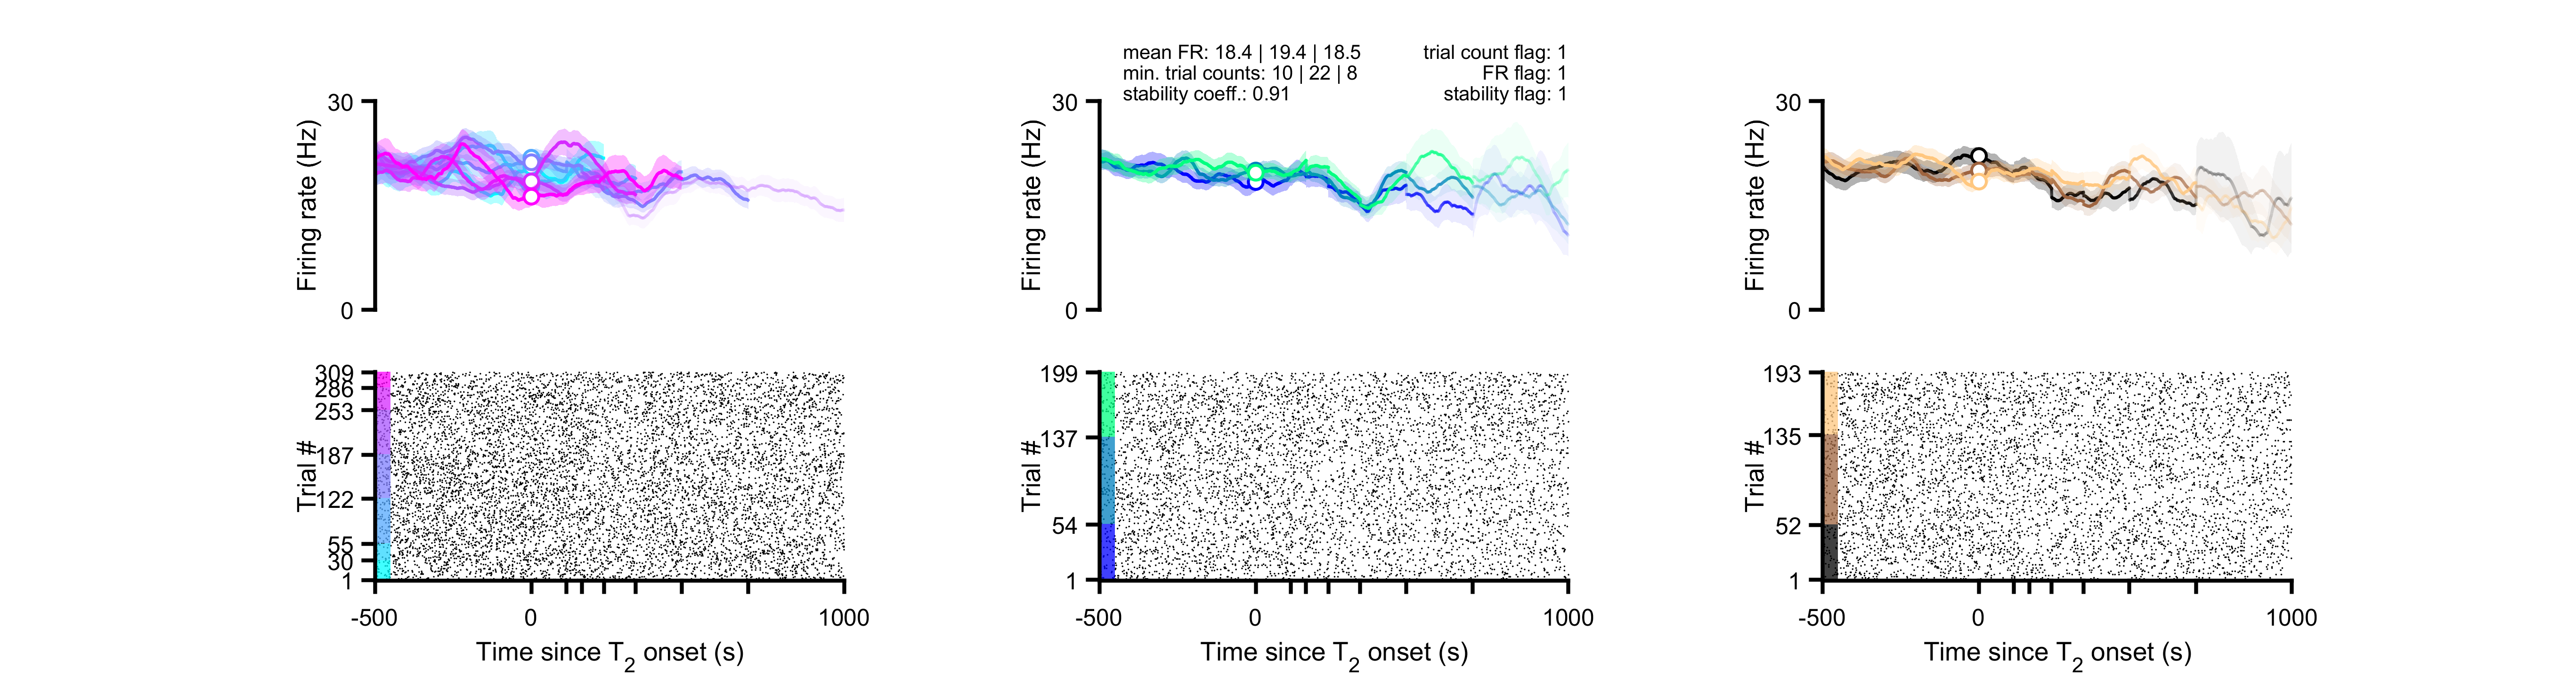 mean FR: 18.4 | 19.4 | 18.5
min. trial counts: 10 | 22 | 8
stability coeff.: 0.91
trial count flag: 1
FR flag: 1
stability flag: 1
30
0
Firing rate (Hz)
30
0
Firing rate (Hz)
30
0
Firing rate (Hz)
309
286
253
187
122
55
30
1
Trial #
-500
0
1000
Time since T2 onset (s)
199
137
54
1
Trial #
-500
0
1000
Time since T2 onset (s)
193
135
52
1
Trial #
-500
0
1000
Time since T2 onset (s)